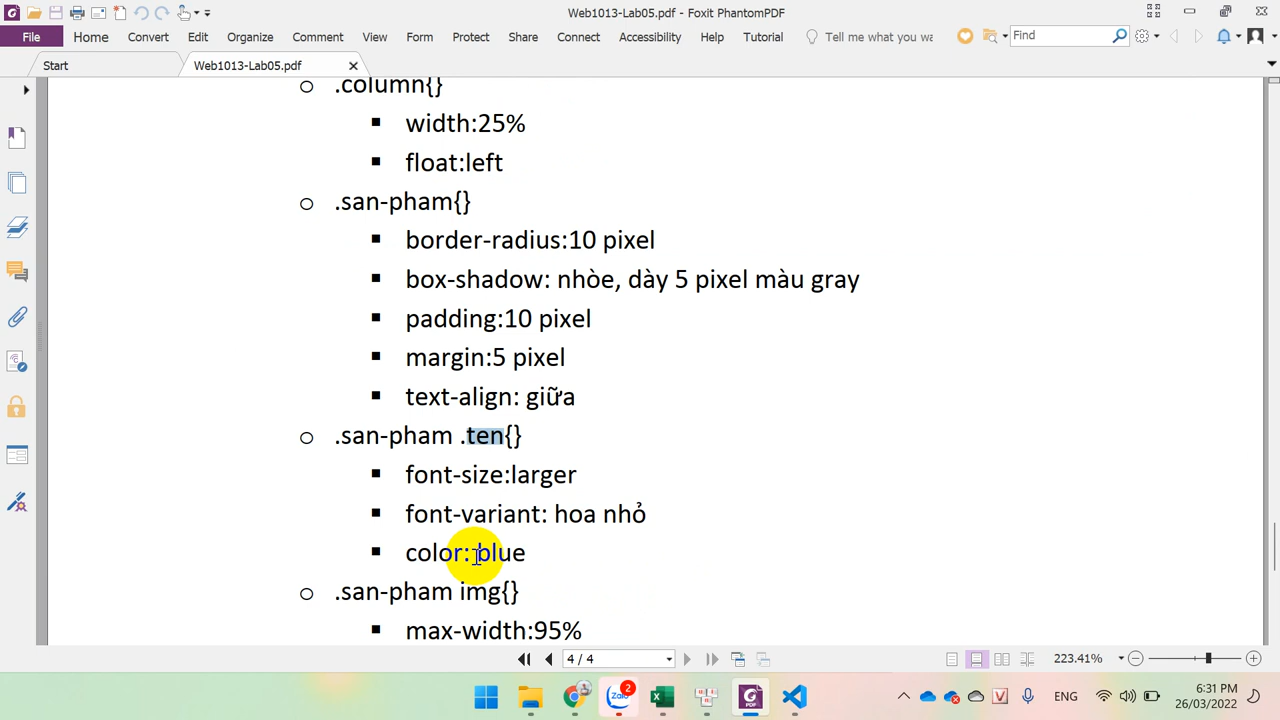 Web1013-Lab05.pdf - Foxit PhantomPDF
File Home Convert Edit Organize Comment View Form Protect Share Connect Accessibility Help Tutorial Tell me what you wa Find
Start Web1013-Lab05.pdf
o .column{}
▪ width:25%
▪ float:left
o .san-pham{}
▪ border-radius:10 pixel
▪ box-shadow: nhòe, dày 5 pixel màu gray
▪ padding:10 pixel
▪ margin:5 pixel
▪ text-align: giữa
o .san-pham .ten{}
▪ font-size:larger
▪ font-variant: hoa nhỏ
▪ color: blue
o .san-pham img{}
▪ max-width:95%
4 / 4 223.41%
Zalo 2 PDF V ENG 6:31 PM
26/03/2022